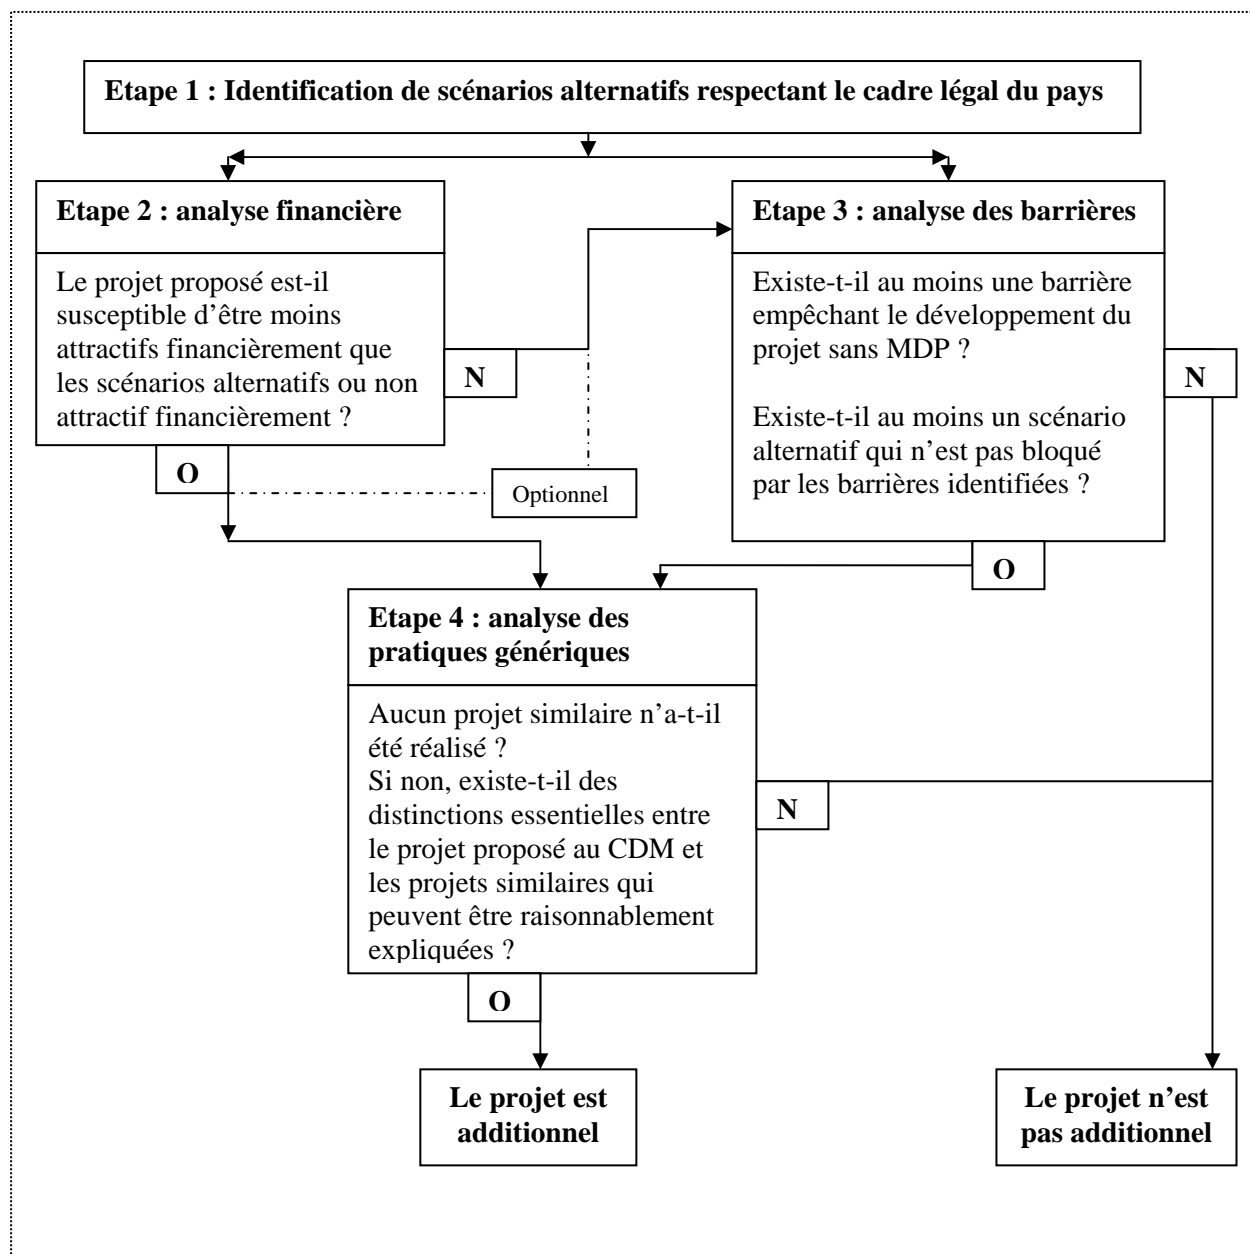 Etape 1 : Identification de scénarios alternatifs respectant le cadre légal du pays
Etape 2 : analyse financière
Le projet proposé est-il
susceptible d’être moins
attractifs financièrement que
les scénarios alternatifs ou non
attractif financièrement ?
N
O
Optionnel
Etape 3 : analyse des barrières
Existe-t-il au moins une barrière
empêchant le développement du
projet sans MDP ?
Existe-t-il au moins un scénario
alternatif qui n’est pas bloqué
par les barrières identifiées ?
N
O
Etape 4 : analyse des
pratiques génériques
Aucun projet similaire n’a-t-il
été réalisé ?
Si non, existe-t-il des
distinctions essentielles entre
le projet proposé au CDM et
les projets similaires qui
peuvent être raisonnablement
expliquées ?
N
O
Le projet est
additionnel
Le projet n’est
pas additionnel